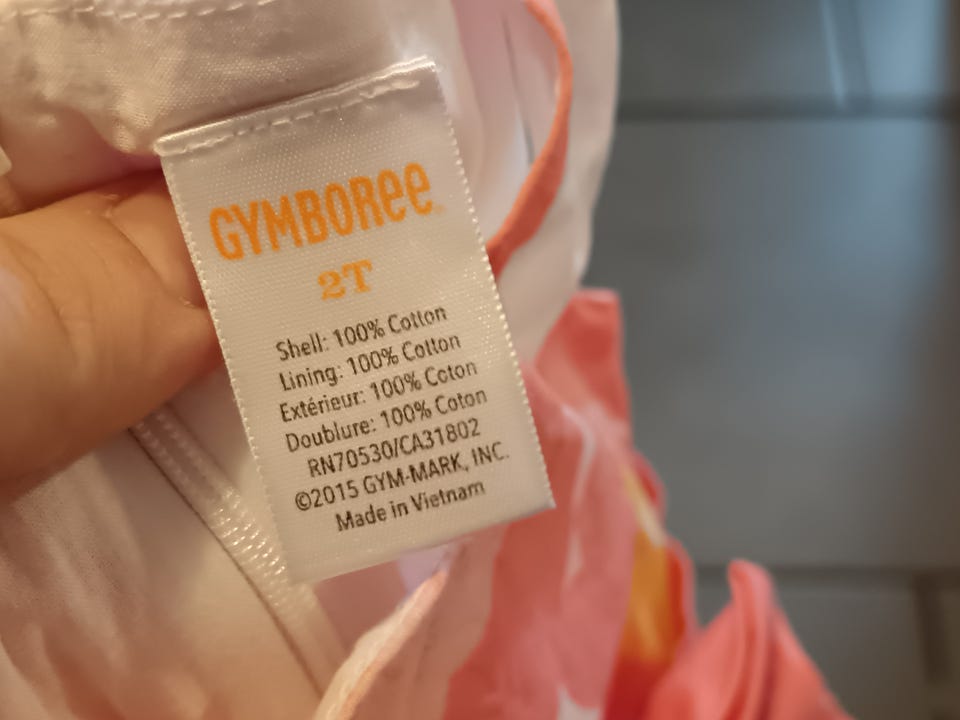 GYMBOREE
2T
Shell: 100% Cotton
Lining: 100% Cotton
Extérieur: 100% Coton
Doublure: 100% Coton
RN70530/CA31802
©2015 GYM-MARK, INC.
Made in Vietnam